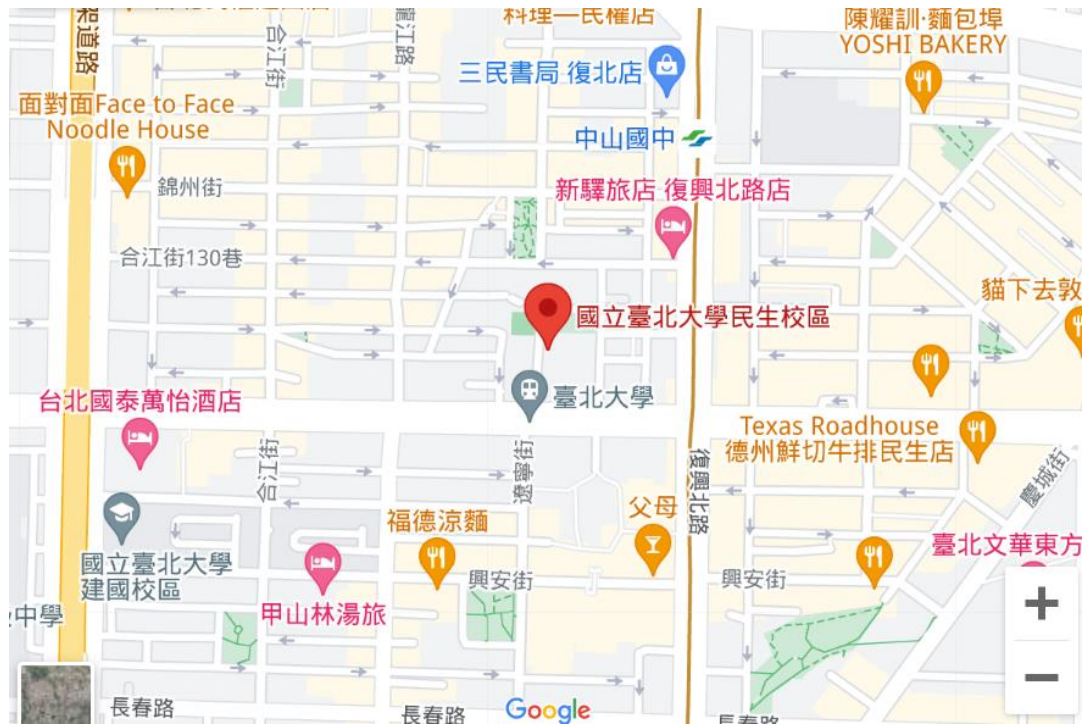 渠道路
合江街
龍江路
料理一民權店
陳耀訓·麵包埠
YOSHI BAKERY
三民書局 復北店
面對面Face to Face
Noodle House
中山國中
錦州街
新驛旅店 復興北路店
合江街130巷
貓下去敦
國立臺北大學民生校區
台北國泰萬怡酒店
臺北大學
Texas Roadhouse
德州鮮切牛排民生店
合江街
遼寧街
復興北路
慶城街
父母
福德涼麵
國立臺北大學
建國校區
興安街
興安街
臺北文華東方
甲山林湯旅
中學
+
−
長春路
長春路
Google